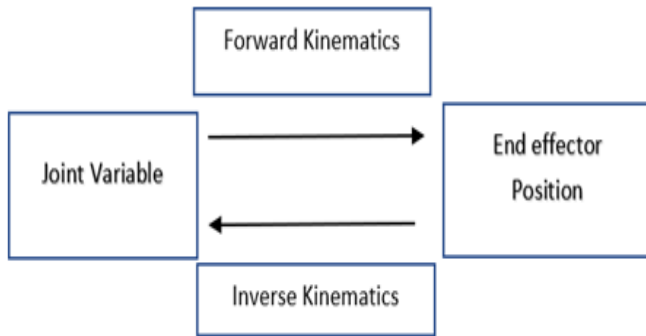 Forward Kinematics
Joint Variable
End effector
Position
Inverse Kinematics